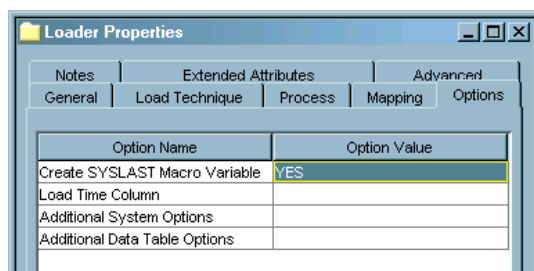 Loader Properties
Notes Extended Attributes Advanced
General Load Technique Process Mapping Options
Option Name Option Value
Create SYSLAST Macro Variable YES
Load Time Column
Additional System Options
Additional Data Table Options